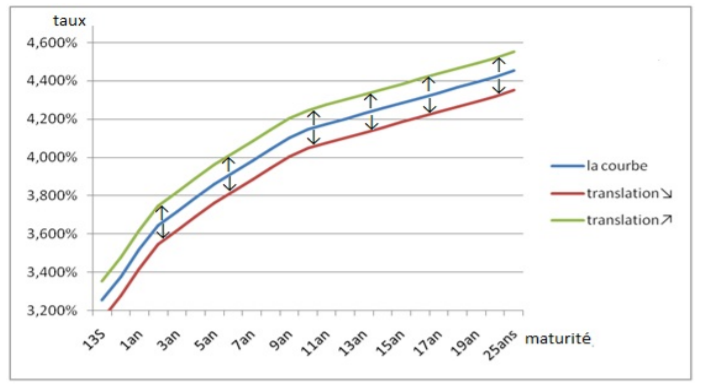 taux
4,600%
4,400%
4,200%
4,000%
3,800%
3,600%
3,400%
3,200%
13S
1an
3an
5an
7an
9an
11an
13an
15an
17an
19an
25ans
maturité
la courbe
translation↘
translation↗